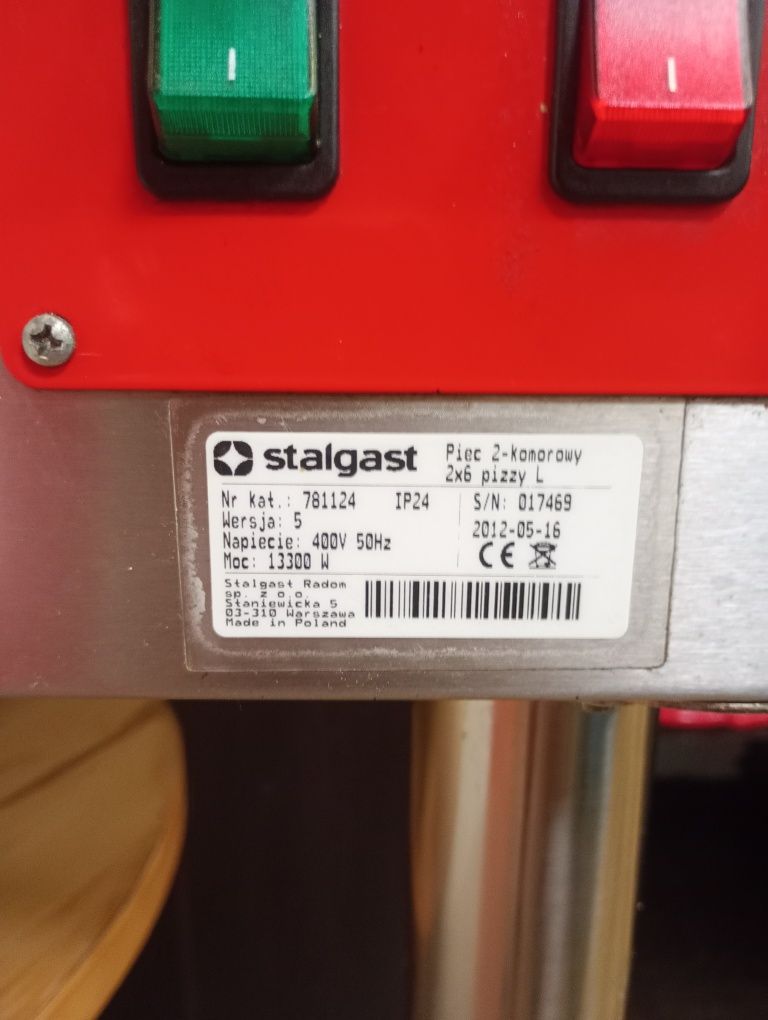 I
I
stalgast
Piec 2-komorowy
2x6 pizzy L
Nr kat.: 781124 IP24
Wersja: 5
Napiecie: 400V 50Hz
Moc: 13300 W
S/N: 017469
2012-05-16
CE
Stalgast Radom
sp. z o.o.
Staniewicka 5
03-310 Warszawa
Made in Poland